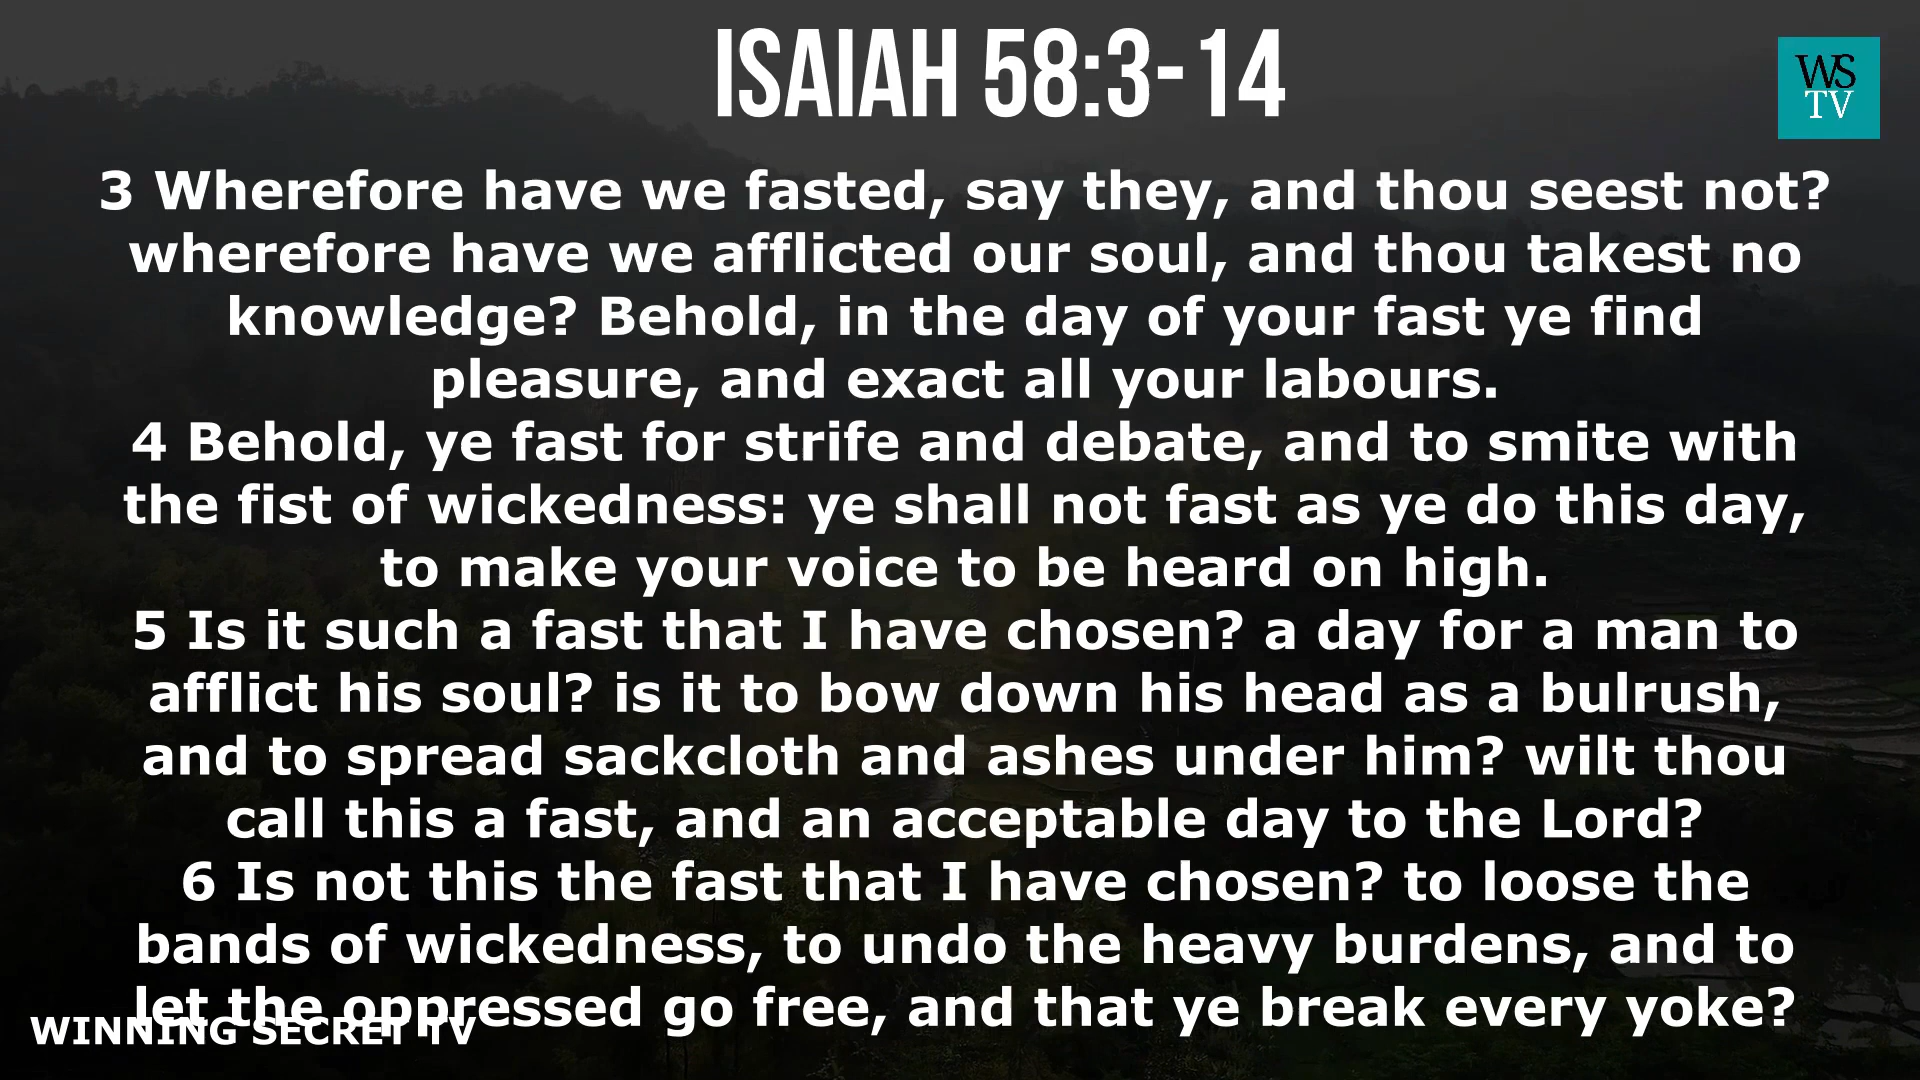 ISAIAH 58:3-14
WS
TV
3 Wherefore have we fasted, say they, and thou seest not?
wherefore have we afflicted our soul, and thou takest no
knowledge? Behold, in the day of your fast ye find
pleasure, and exact all your labours.
4 Behold, ye fast for strife and debate, and to smite with
the fist of wickedness: ye shall not fast as ye do this day,
to make your voice to be heard on high.
5 Is it such a fast that I have chosen? a day for a man to
afflict his soul? is it to bow down his head as a bulrush,
and to spread sackcloth and ashes under him? wilt thou
call this a fast, and an acceptable day to the Lord?
6 Is not this the fast that I have chosen? to loose the
bands of wickedness, to undo the heavy burdens, and to
let the oppressed go free, and that ye break every yoke?
WINNING SECRET TV